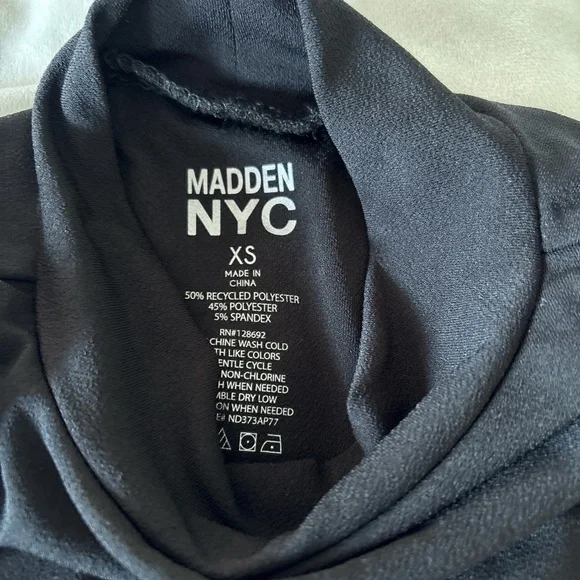 MADDEN
NYC
XS
MADE IN
CHINA
50% RECYCLED POLYESTER
45% POLYESTER
5% SPANDEX
RN#128692
CHINE WASH COLD
TH LIKE COLORS
ENTLE CYCLE
NON-CHLORINE
H WHEN NEEDED
MBLE DRY LOW
ON WHEN NEEDED
E# ND373AP77